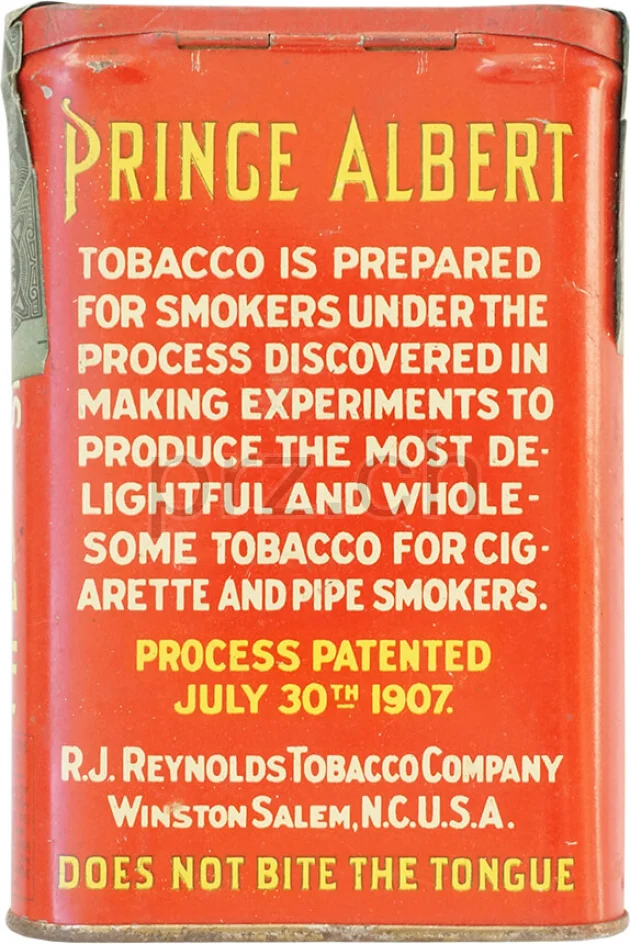 PRINCE ALBERT
TOBACCO IS PREPARED
FOR SMOKERS UNDER THE
PROCESS DISCOVERED IN
MAKING EXPERIMENTS TO
PRODUCE THE MOST DE-
LIGHTFUL AND WHOLE-
SOME TOBACCO FOR CIG-
ARETTE AND PIPE SMOKERS.
PROCESS PATENTED
JULY 30TH 1907.
R.J. REYNOLDS TOBACCO COMPANY
WINSTON SALEM, N.C. U.S.A.
DOES NOT BITE THE TONGUE
prz.ch